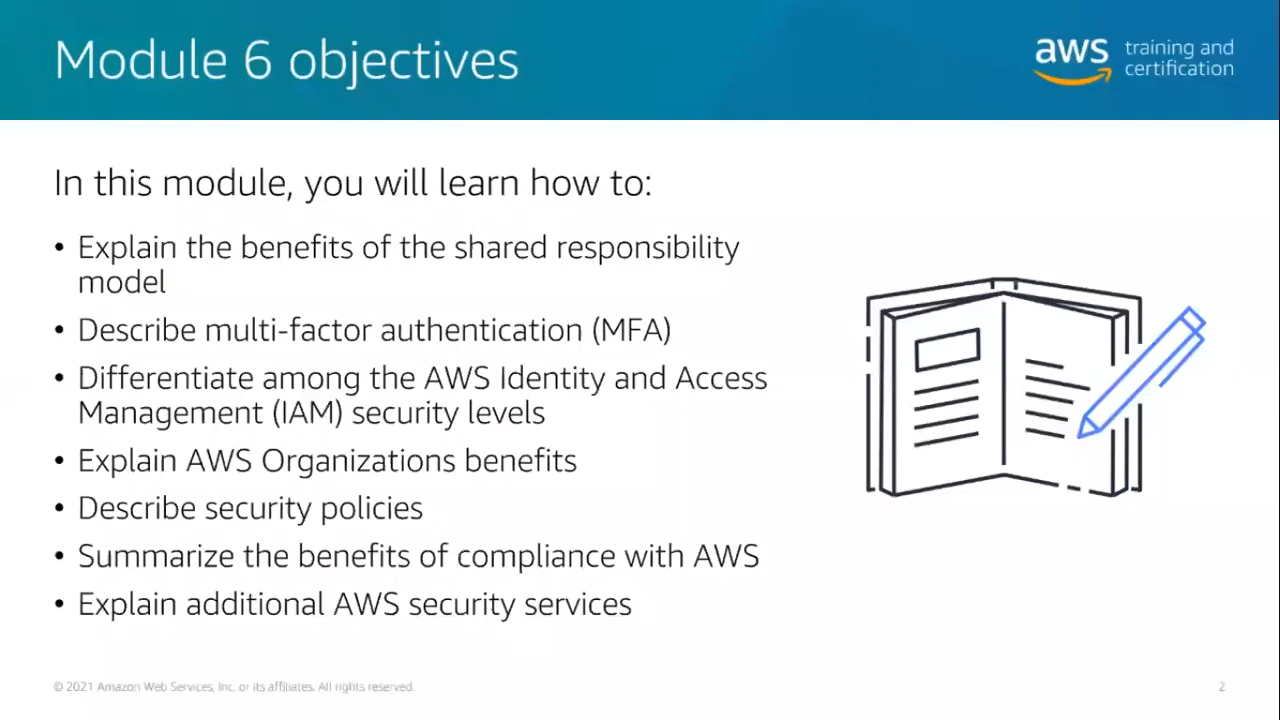 Module 6 objectives
aws training and
certification
In this module, you will learn how to:
• Explain the benefits of the shared responsibility
model
• Describe multi-factor authentication (MFA)
• Differentiate among the AWS Identity and Access
Management (IAM) security levels
• Explain AWS Organizations benefits
• Describe security policies
• Summarize the benefits of compliance with AWS
• Explain additional AWS security services
© 2021 Amazon Web Services, Inc. or its affiliates. All rights reserved.
2